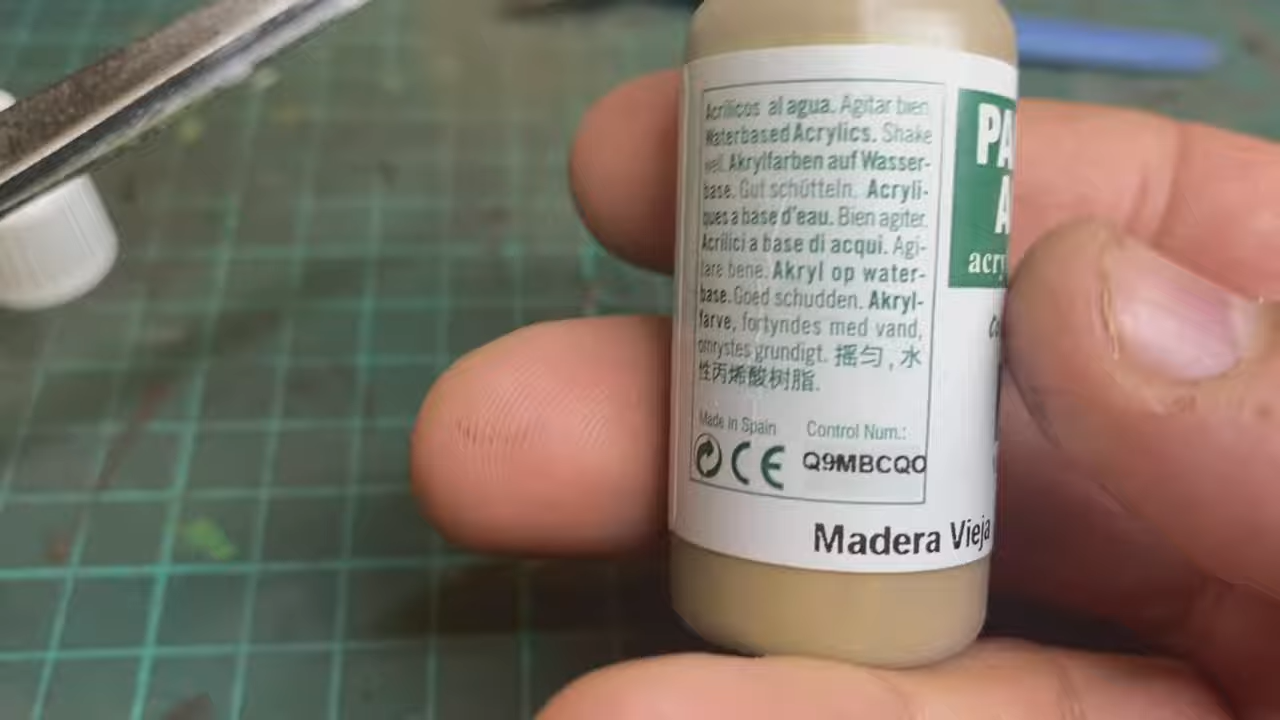 Acrílicos al agua. Agitar bien
Waterbased Acrylics. Shake
well. Akrylfarben auf Wasser-
base. Gut schütteln. Acryli-
ques a base d'eau. Bien agiter.
Acrilici a base di acqui. Agi-
tare bene. Akryl op water-
base. Goed schudden. Akryl-
farve, fortyndes med vand,
omrystes grundigt. 摇匀,水
性丙烯酸树脂.
Made in Spain Control Num.:
CE Q9MBCQO
Madera Vieja
PA
A
acry